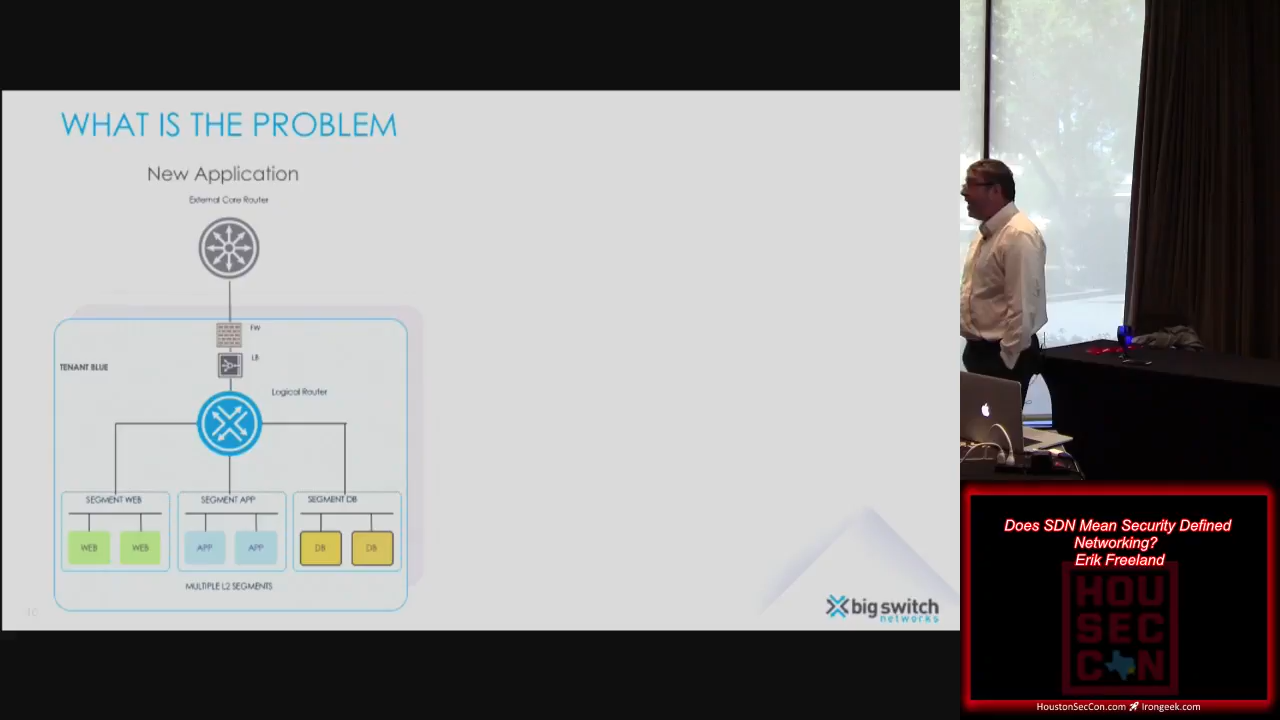 WHAT IS THE PROBLEM
New Application
External Core Router
FW
LB
TENANT BLUE
Logical Router
SEGMENT WEB
SEGMENT APP
SEGMENT DB
WEB
WEB
APP
APP
DB
DB
MULTIPLE L2 SEGMENTS
10
big switch
networks
Does SDN Mean Security Defined
Networking?
Erik Freeland
HOU
SEC
CON
HoustonSecCon.com
Irongeek.com